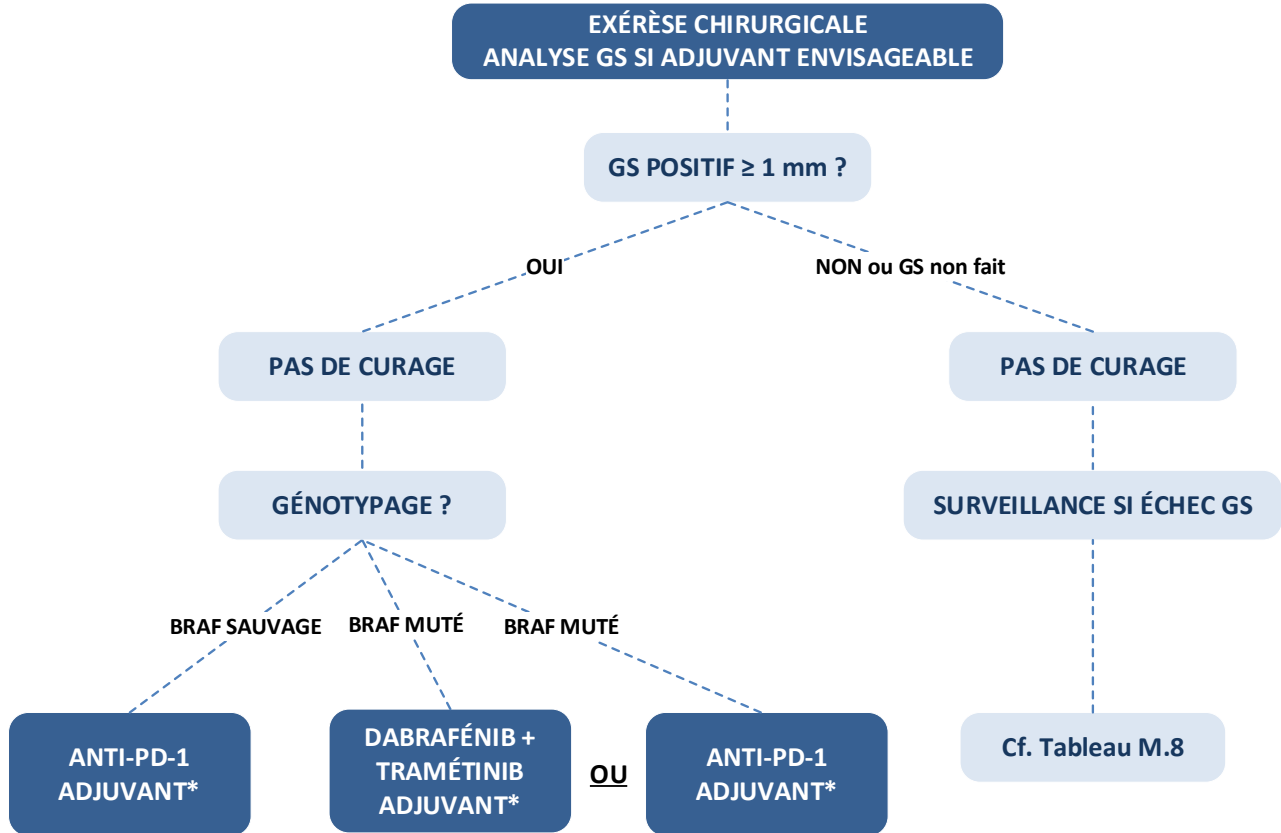 EXÉRÈSE CHIRURGICALE
ANALYSE GS SI ADJUVANT ENVISAGEABLE
GS POSITIF ≥ 1 mm ?
OUI
NON ou GS non fait
PAS DE CURAGE
PAS DE CURAGE
GÉNOTYPAGE ?
SURVEILLANCE SI ÉCHEC GS
BRAF SAUVAGE
BRAF MUTÉ
BRAF MUTÉ
ANTI-PD-1
ADJUVANT*
DABRAFÉNIB +
TRAMÉTINIB
ADJUVANT*
OU
ANTI-PD-1
ADJUVANT*
Cf. Tableau M.8